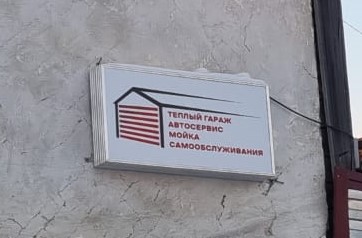 ТЕПЛЫЙ ГАРАЖ
АВТОСЕРВИС
МОЙКА
САМООБСЛУЖИВАНИЯ